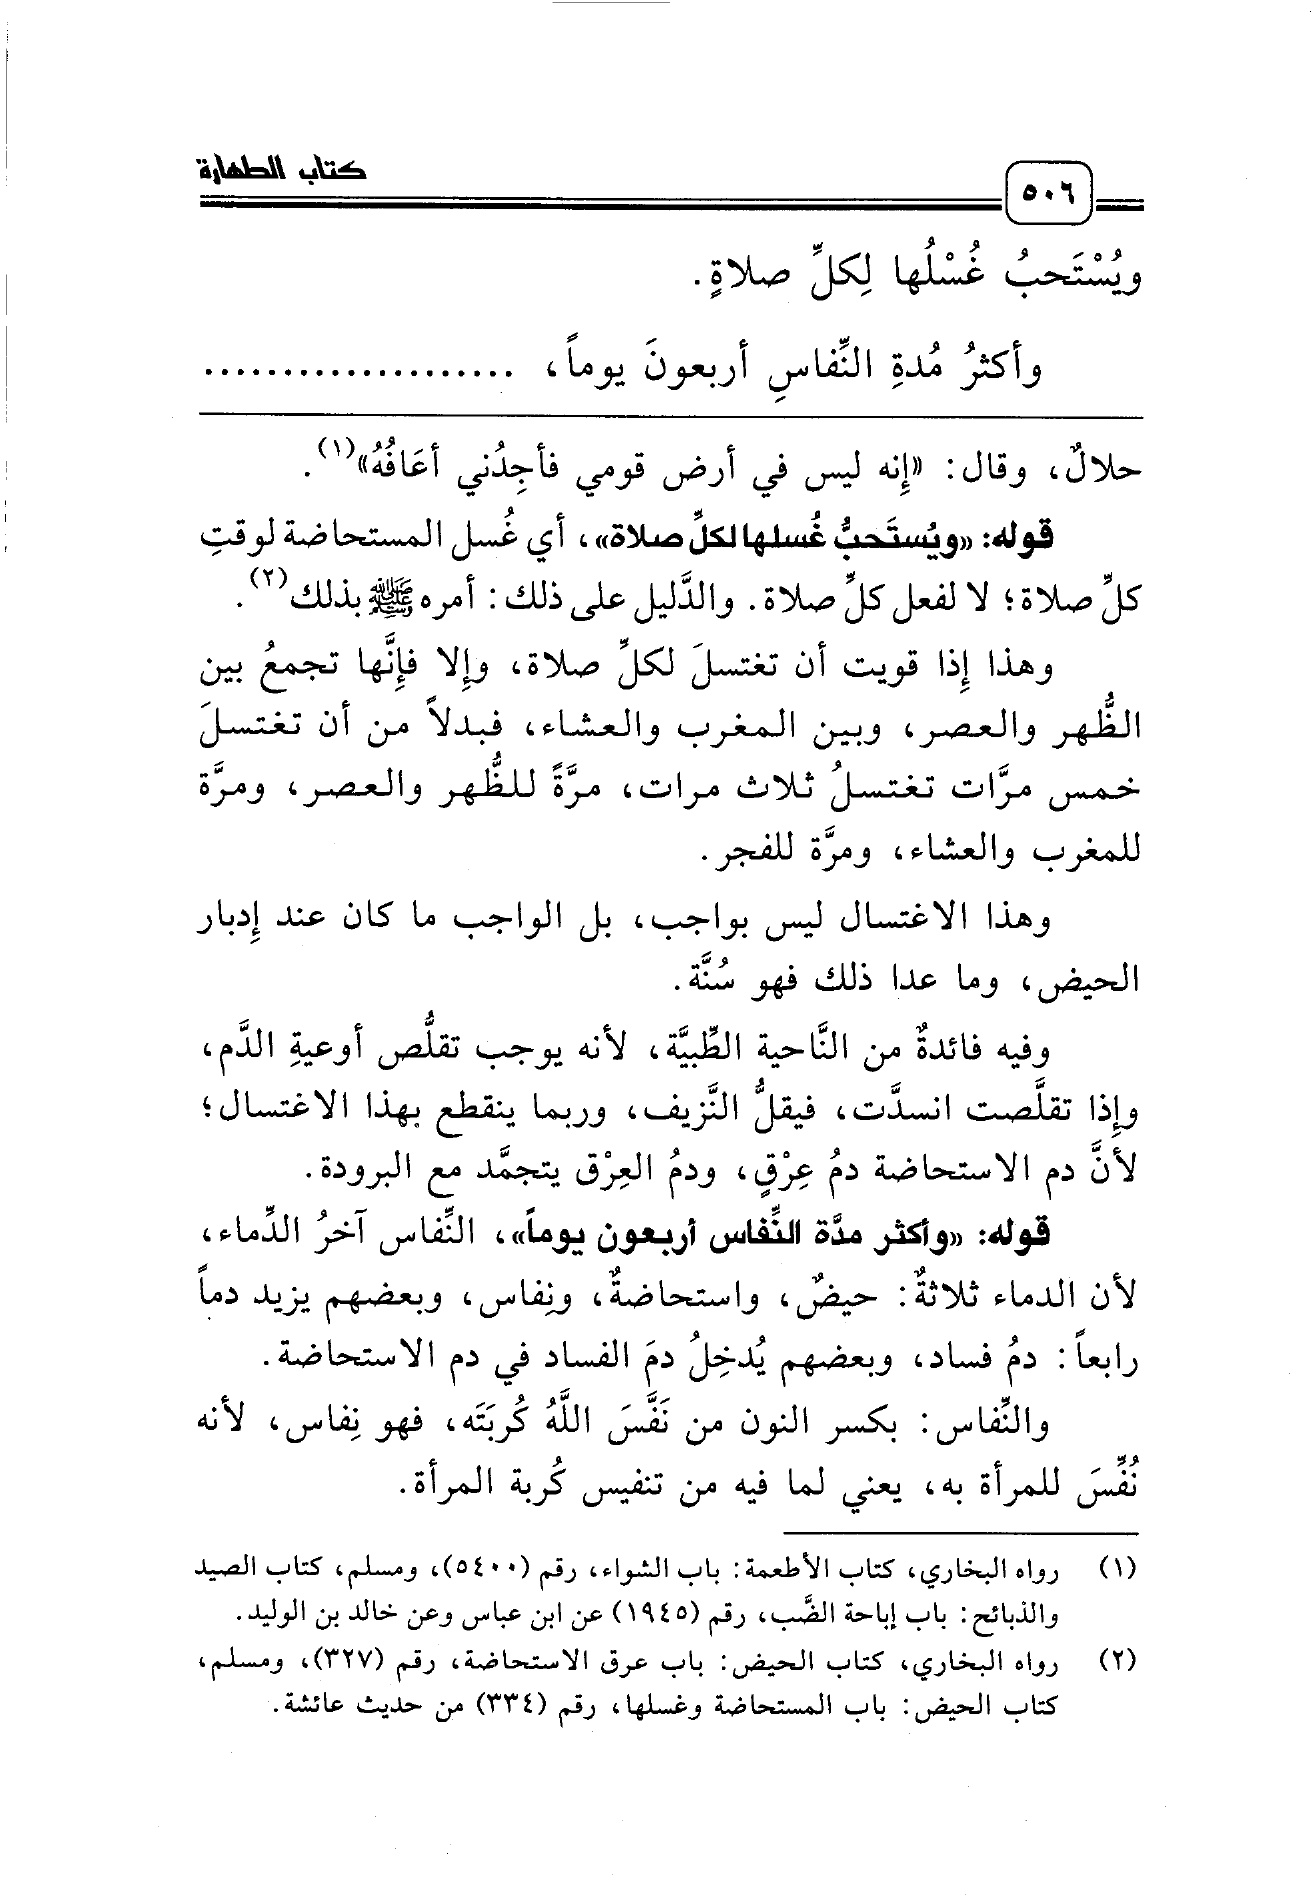 كتاب الطهارة
٥٠٦
ويُسْتَحبُ غُسْلُها لِكلِّ صلاةٍ.
وأكثرُ مُدةِ النِّفاسِ أربعونَ يوماً، ....................
حلالٌ، وقال: «إنه ليس في أرض قومي فأجِدُني أعَافُهُ»(١).
قوله: «ويُستَحبُّ غُسلها لكلِّ صلاة»، أي غُسل المستحاضة لوقتِ
كلِّ صلاة؛ لا لفعل كلِّ صلاة. والدَّليل على ذلك: أمره ﷺ بذلك(٢).
وهذا إِذا قويت أن تغتسلَ لكلِّ صلاة، وإِلا فإِنَّها تجمعُ بين
الظُّهر والعصر، وبين المغرب والعشاء، فبدلاً من أن تغتسلَ
خمس مرَّات تغتسلُ ثلاث مرات، مرَّةً للظُّهر والعصر، ومرَّة
للمغرب والعشاء، ومرَّة للفجر.
وهذا الاغتسال ليس بواجب، بل الواجب ما كان عند إِدبار
الحيض، وما عدا ذلك فهو سُنَّة.
وفيه فائدةٌ من النَّاحية الطِّبيَّة، لأنه يوجب تقلُّص أوعيةِ الدَّم،
وإِذا تقلَّصت انسدَّت، فيقلُّ النَّزيف، وربما ينقطع بهذا الاغتسال؛
لأنَّ دم الاستحاضة دمُ عِرْقٍ، ودمُ العِرْق يتجمَّد مع البرودة.
قوله: «وأكثر مدَّة النِّفاس أربعون يوماً»، النِّفاس آخرُ الدِّماء،
لأن الدماء ثلاثةٌ: حيضٌ، واستحاضةٌ، ونِفاس، وبعضهم يزيد دماً
رابعاً: دمُ فساد، وبعضهم يُدخِلُ دمَ الفساد في دم الاستحاضة.
والنِّفاس: بكسر النون من نَفَّسَ اللَّهُ كُربَتَه، فهو نِفاس، لأنه
نُفِّسَ للمرأة به، يعني لما فيه من تنفيس كُربة المرأة.
(١) رواه البخاري، كتاب الأطعمة: باب الشواء، رقم (٥٤٠٠)، ومسلم، كتاب الصيد
والذبائح: باب إباحة الضَّب، رقم (١٩٤٥) عن ابن عباس وعن خالد بن الوليد.
(٢) رواه البخاري، كتاب الحيض: باب عرق الاستحاضة، رقم (٣٢٧)، ومسلم،
كتاب الحيض: باب المستحاضة وغسلها، رقم (٣٣٤) من حديث عائشة.